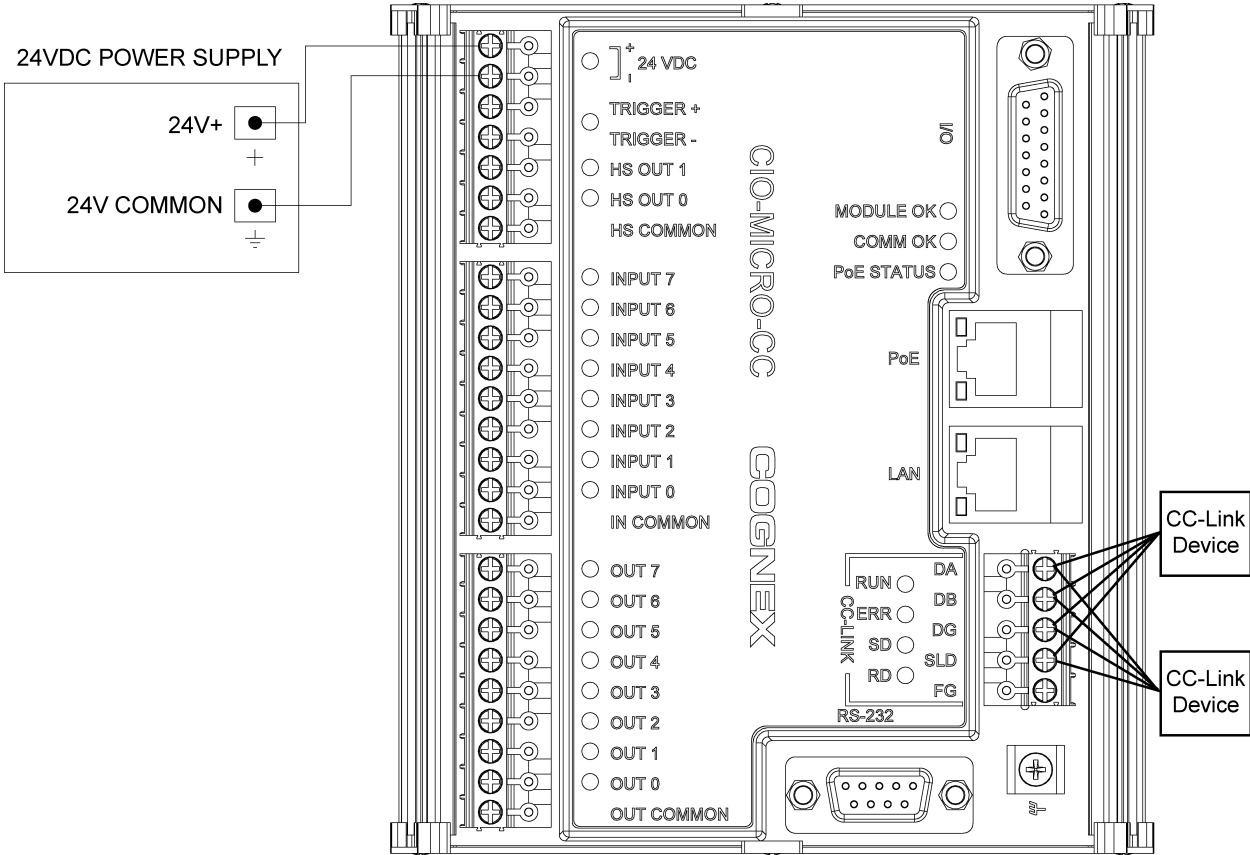 24VDC POWER SUPPLY
24V+
+
24V COMMON
+
-
24 VDC
TRIGGER +
TRIGGER -
HS OUT 1
HS OUT 0
HS COMMON
INPUT 7
INPUT 6
INPUT 5
INPUT 4
INPUT 3
INPUT 2
INPUT 1
INPUT 0
IN COMMON
OUT 7
OUT 6
OUT 5
OUT 4
OUT 3
OUT 2
OUT 1
OUT 0
OUT COMMON
CIO-MICRO-CC
COGNEX
I/O
MODULE OK
COMM OK
PoE STATUS
PoE
LAN
CC-LINK
RUN
ERR
SD
RD
DA
DB
DG
SLD
FG
RS-232
CC-Link
Device
CC-Link
Device